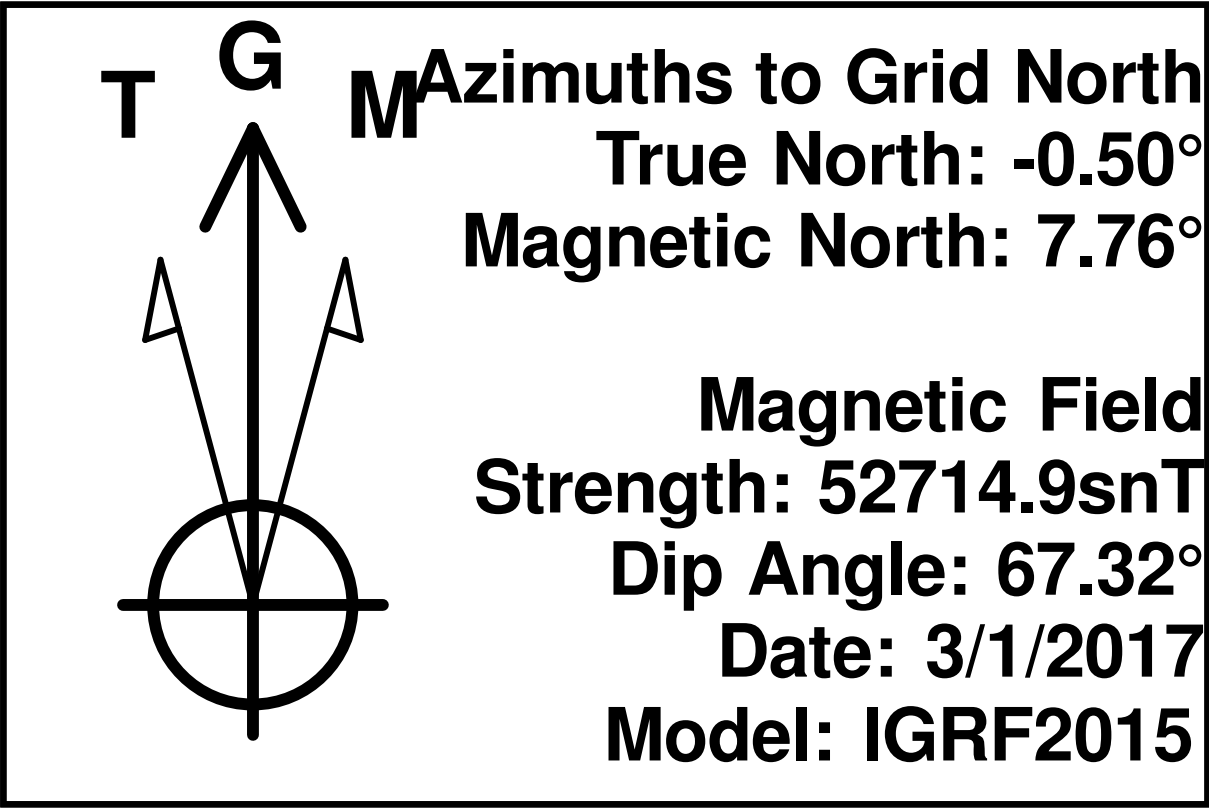 T G M
Azimuths to Grid North
True North: -0.50°
Magnetic North: 7.76°
Magnetic Field
Strength: 52714.9snT
Dip Angle: 67.32°
Date: 3/1/2017
Model: IGRF2015